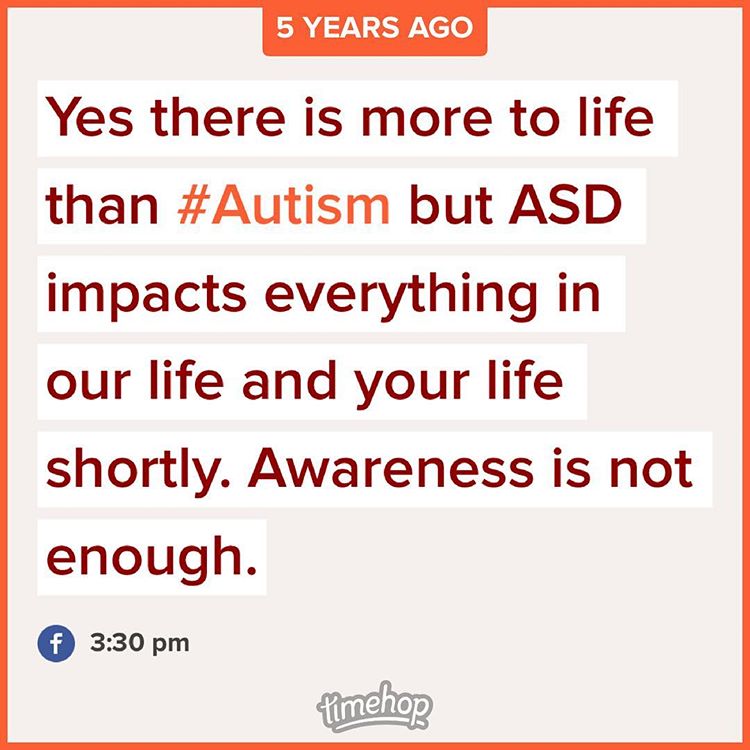 5 YEARS AGO
Yes there is more to life
than #Autism but ASD
impacts everything in
our life and your life
shortly. Awareness is not
enough.
f 3:30 pm
timehop